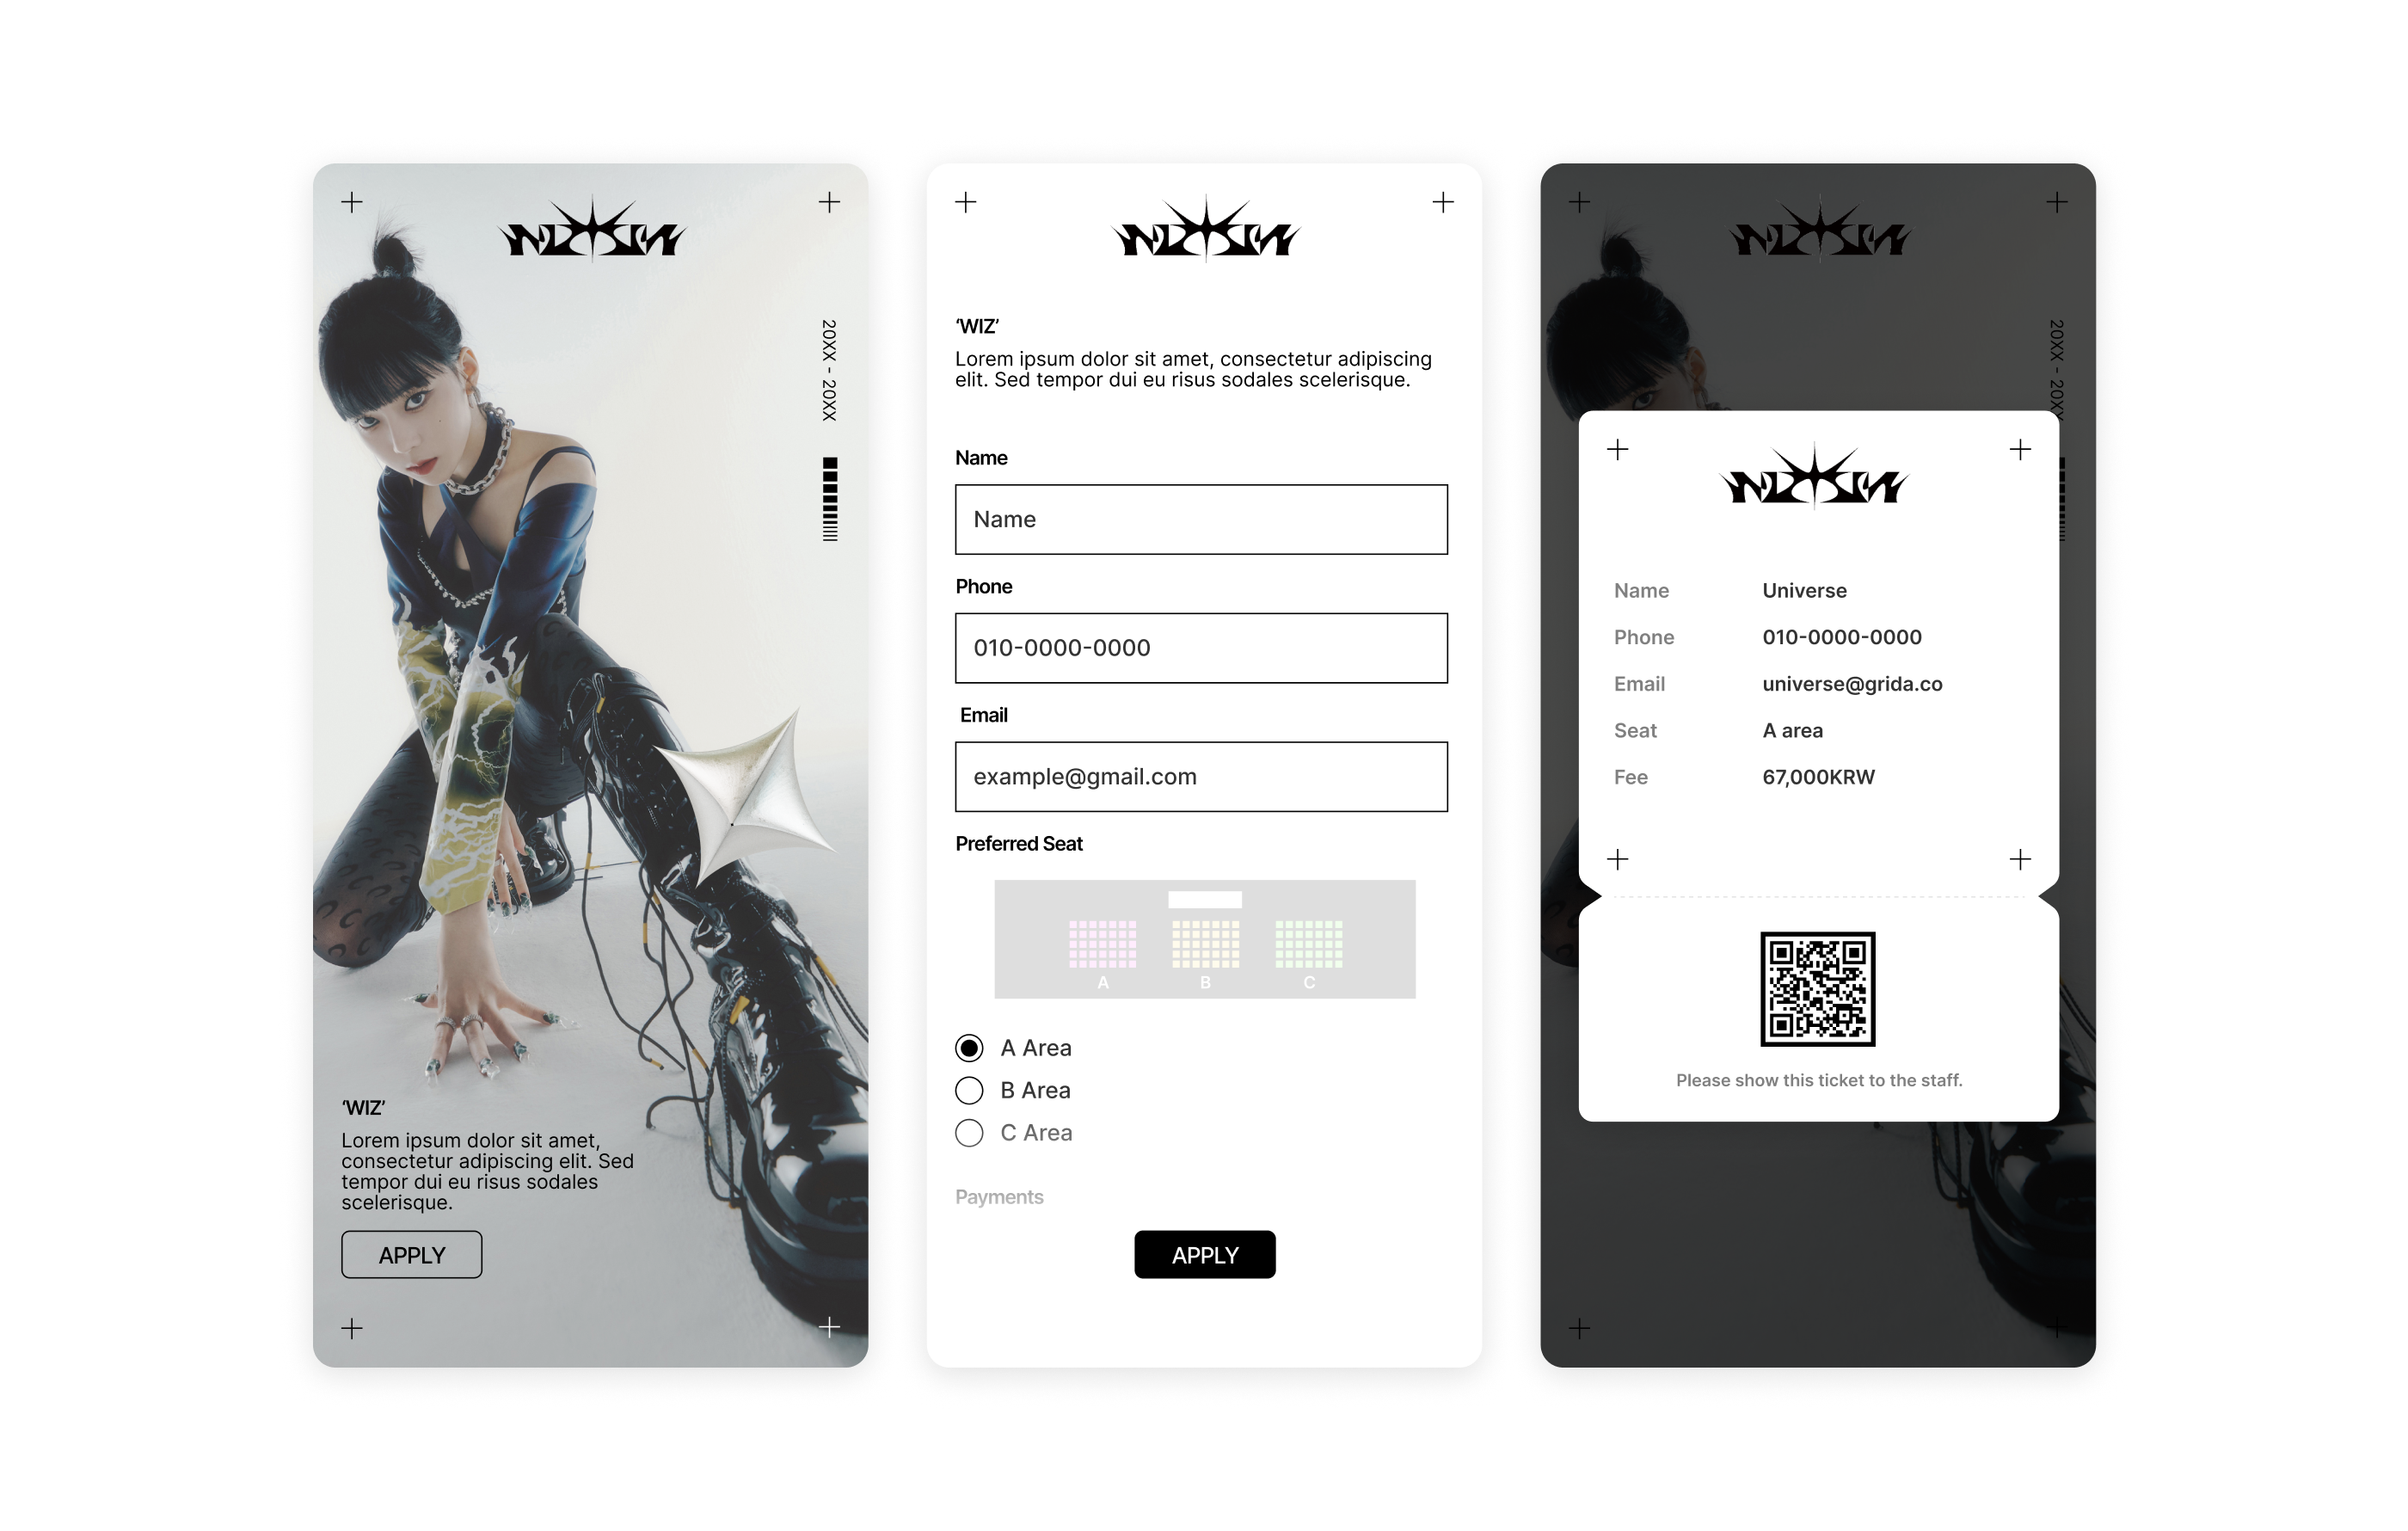 20XX - 20XX
‘WIZ’
Lorem ipsum dolor sit amet,
consectetur adipiscing elit. Sed
tempor dui eu risus sodales
scelerisque.
APPLY
‘WIZ’
Lorem ipsum dolor sit amet, consectetur adipiscing
elit. Sed tempor dui eu risus sodales scelerisque.
Name
Name
Phone
010-0000-0000
Email
example@gmail.com
Preferred Seat
A B C
A Area
B Area
C Area
Payments
APPLY
20XX - 20XX
Name Universe
Phone 010-0000-0000
Email universe@grida.co
Seat A area
Fee 67,000KRW
Please show this ticket to the staff.